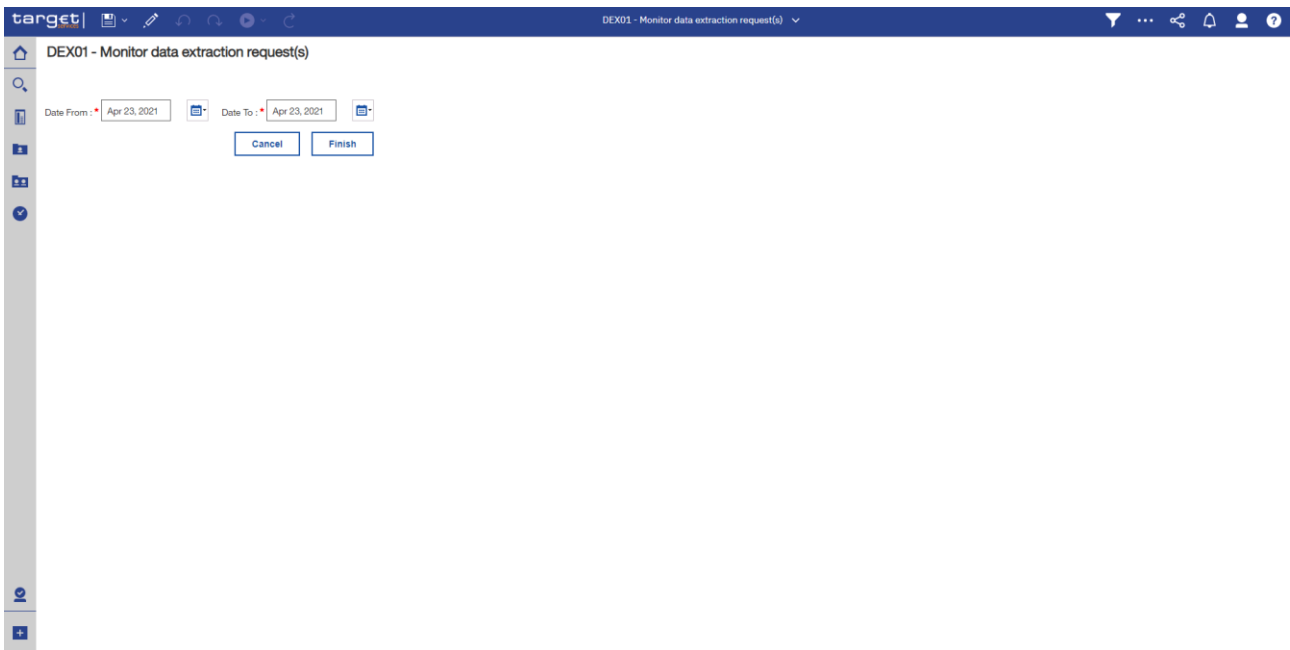 target| DEX01 - Monitor data extraction request(s)
DEX01 - Monitor data extraction request(s)
Date From : * Apr 23, 2021 Date To : * Apr 23, 2021
Cancel Finish